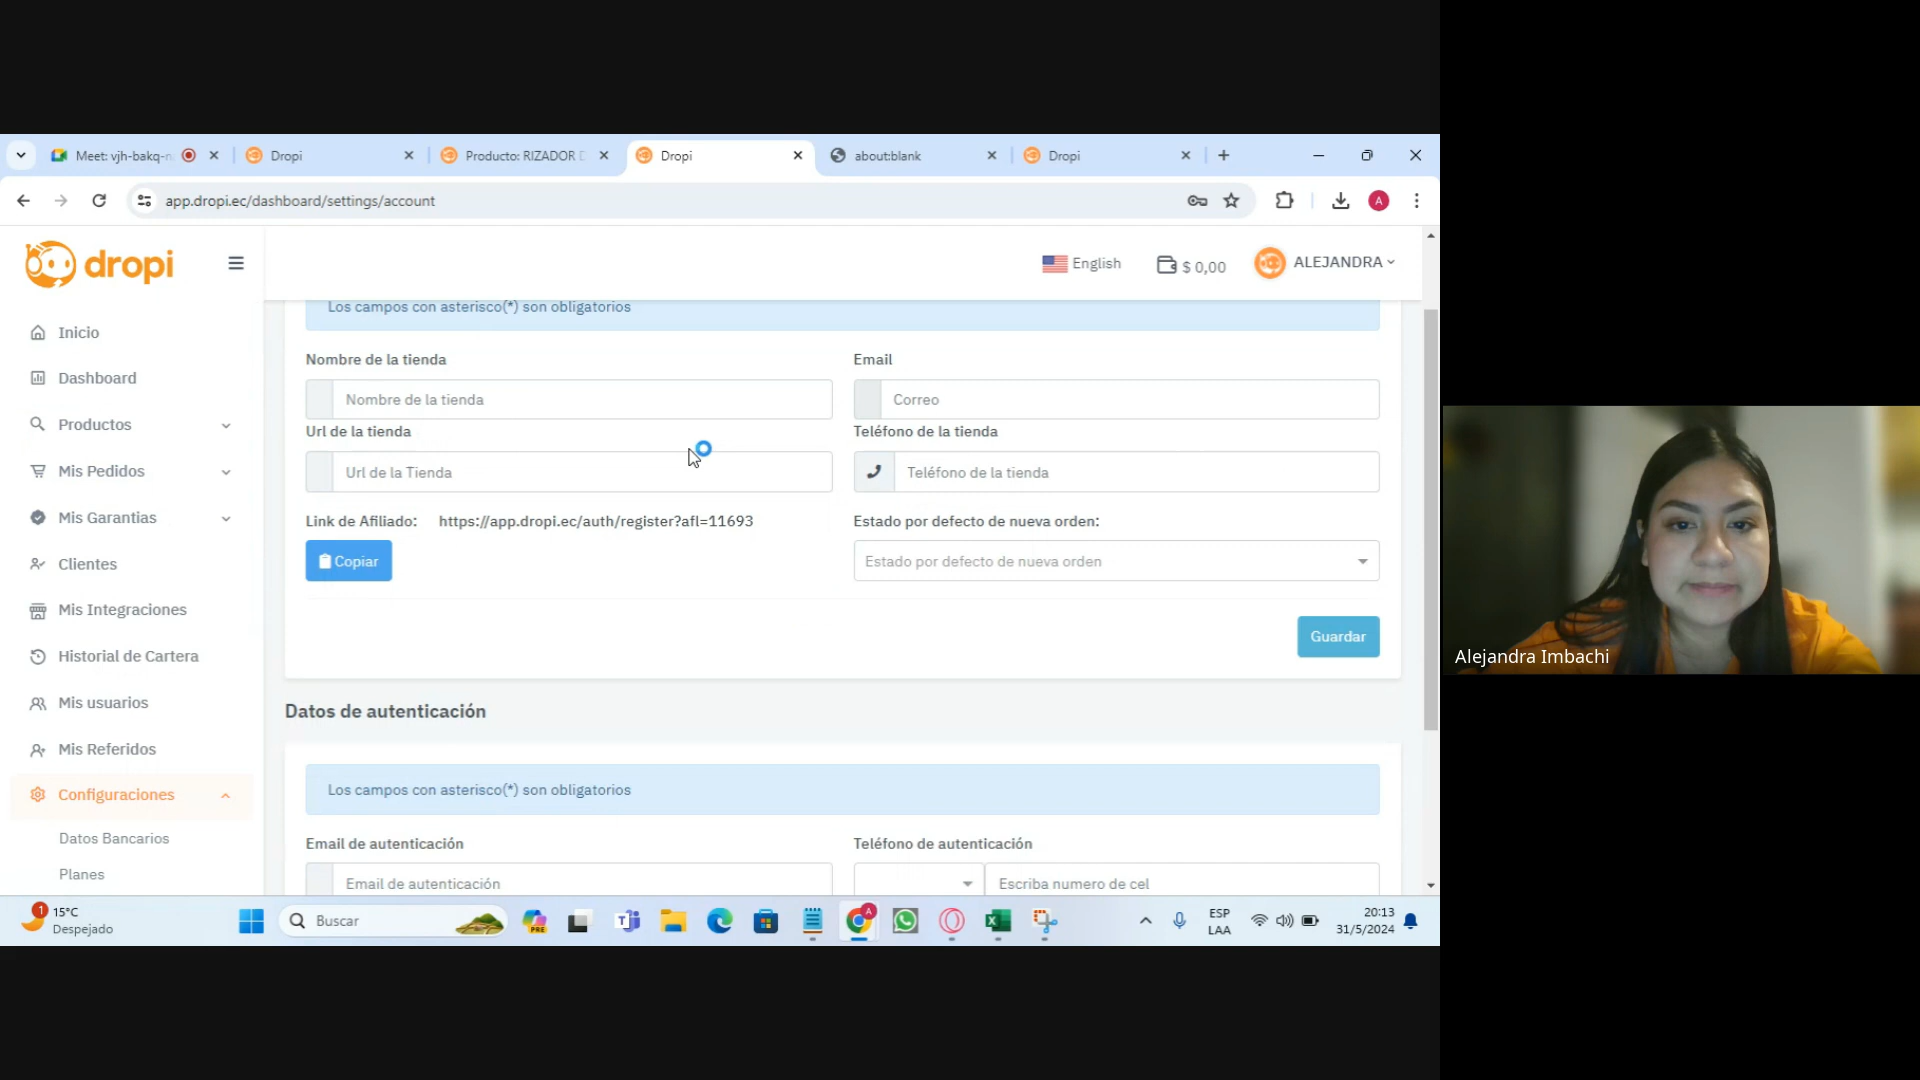 Meet: vjh-bakq-n
Dropi
Producto: RIZADOR D
Dropi
about:blank
Dropi
app.dropi.ec/dashboard/settings/account
A
dropi
English
$ 0,00
ALEJANDRA
Inicio
Dashboard
Productos
Mis Pedidos
Mis Garantias
Clientes
Mis Integraciones
Historial de Cartera
Mis usuarios
Mis Referidos
Configuraciones
Datos Bancarios
Planes
Los campos con asterisco(*) son obligatorios
Nombre de la tienda
Nombre de la tienda
Email
Correo
Url de la tienda
Url de la Tienda
Teléfono de la tienda
Teléfono de la tienda
Link de Afiliado: https://app.dropi.ec/auth/register?afl=11693
Copiar
Estado por defecto de nueva orden:
Estado por defecto de nueva orden
Guardar
Datos de autenticación
Los campos con asterisco(*) son obligatorios
Email de autenticación
Email de autenticación
Teléfono de autenticación
Escriba numero de cel
Alejandra Imbachi
1
15°C
Despejado
Buscar
PRE
A
ESP
LAA
20:13
31/5/2024